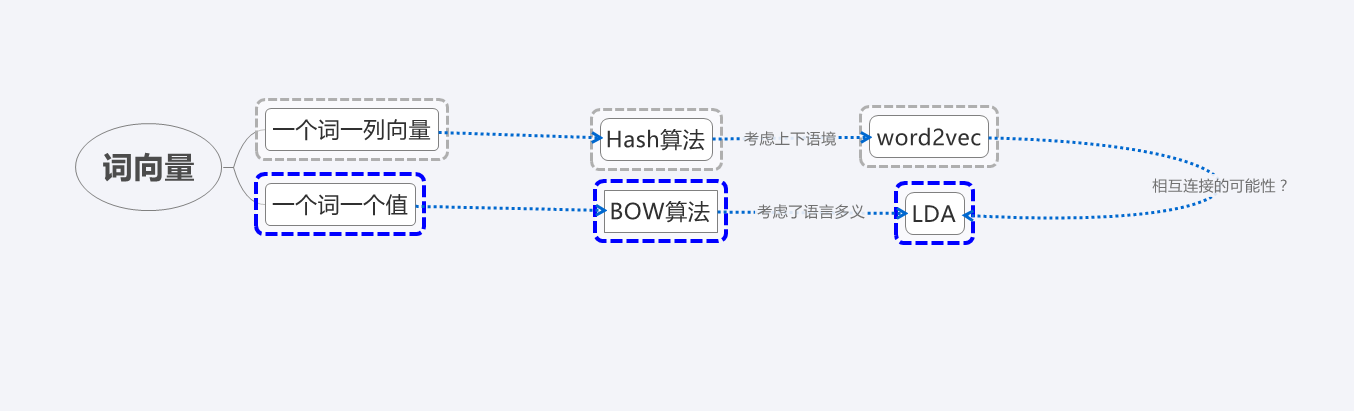 词向量
一个词一列向量
Hash算法
考虑上下语境
word2vec
一个词一个值
BOW算法
考虑了语言多义
LDA
相互连接的可能性？